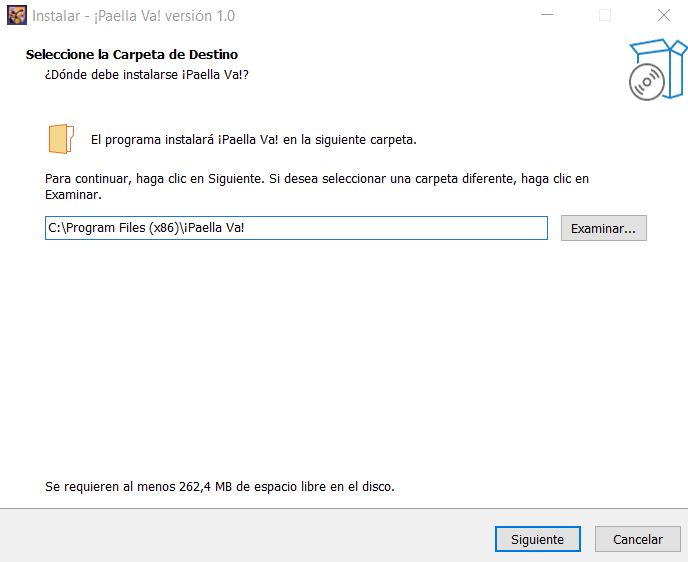 Instalar - ¡Paella Va! versión 1.0
Seleccione la Carpeta de Destino
¿Dónde debe instalarse ¡Paella Va!?
El programa instalará ¡Paella Va! en la siguiente carpeta.
Para continuar, haga clic en Siguiente. Si desea seleccionar una carpeta diferente, haga clic en
Examinar.
C:\Program Files (x86)\¡Paella Va!
Examinar...
Se requieren al menos 262,4 MB de espacio libre en el disco.
Siguiente
Cancelar